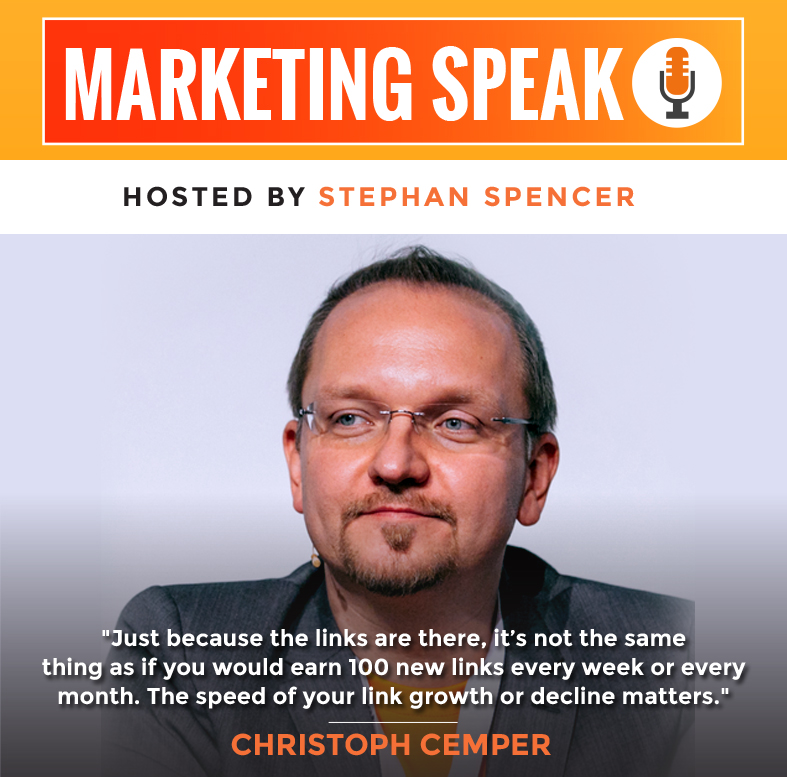 MARKETING SPEAK
HOSTED BY STEPHAN SPENCER
"Just because the links are there, it’s not the same
thing as if you would earn 100 new links every week or every
month. The speed of your link growth or decline matters."
CHRISTOPH CEMPER